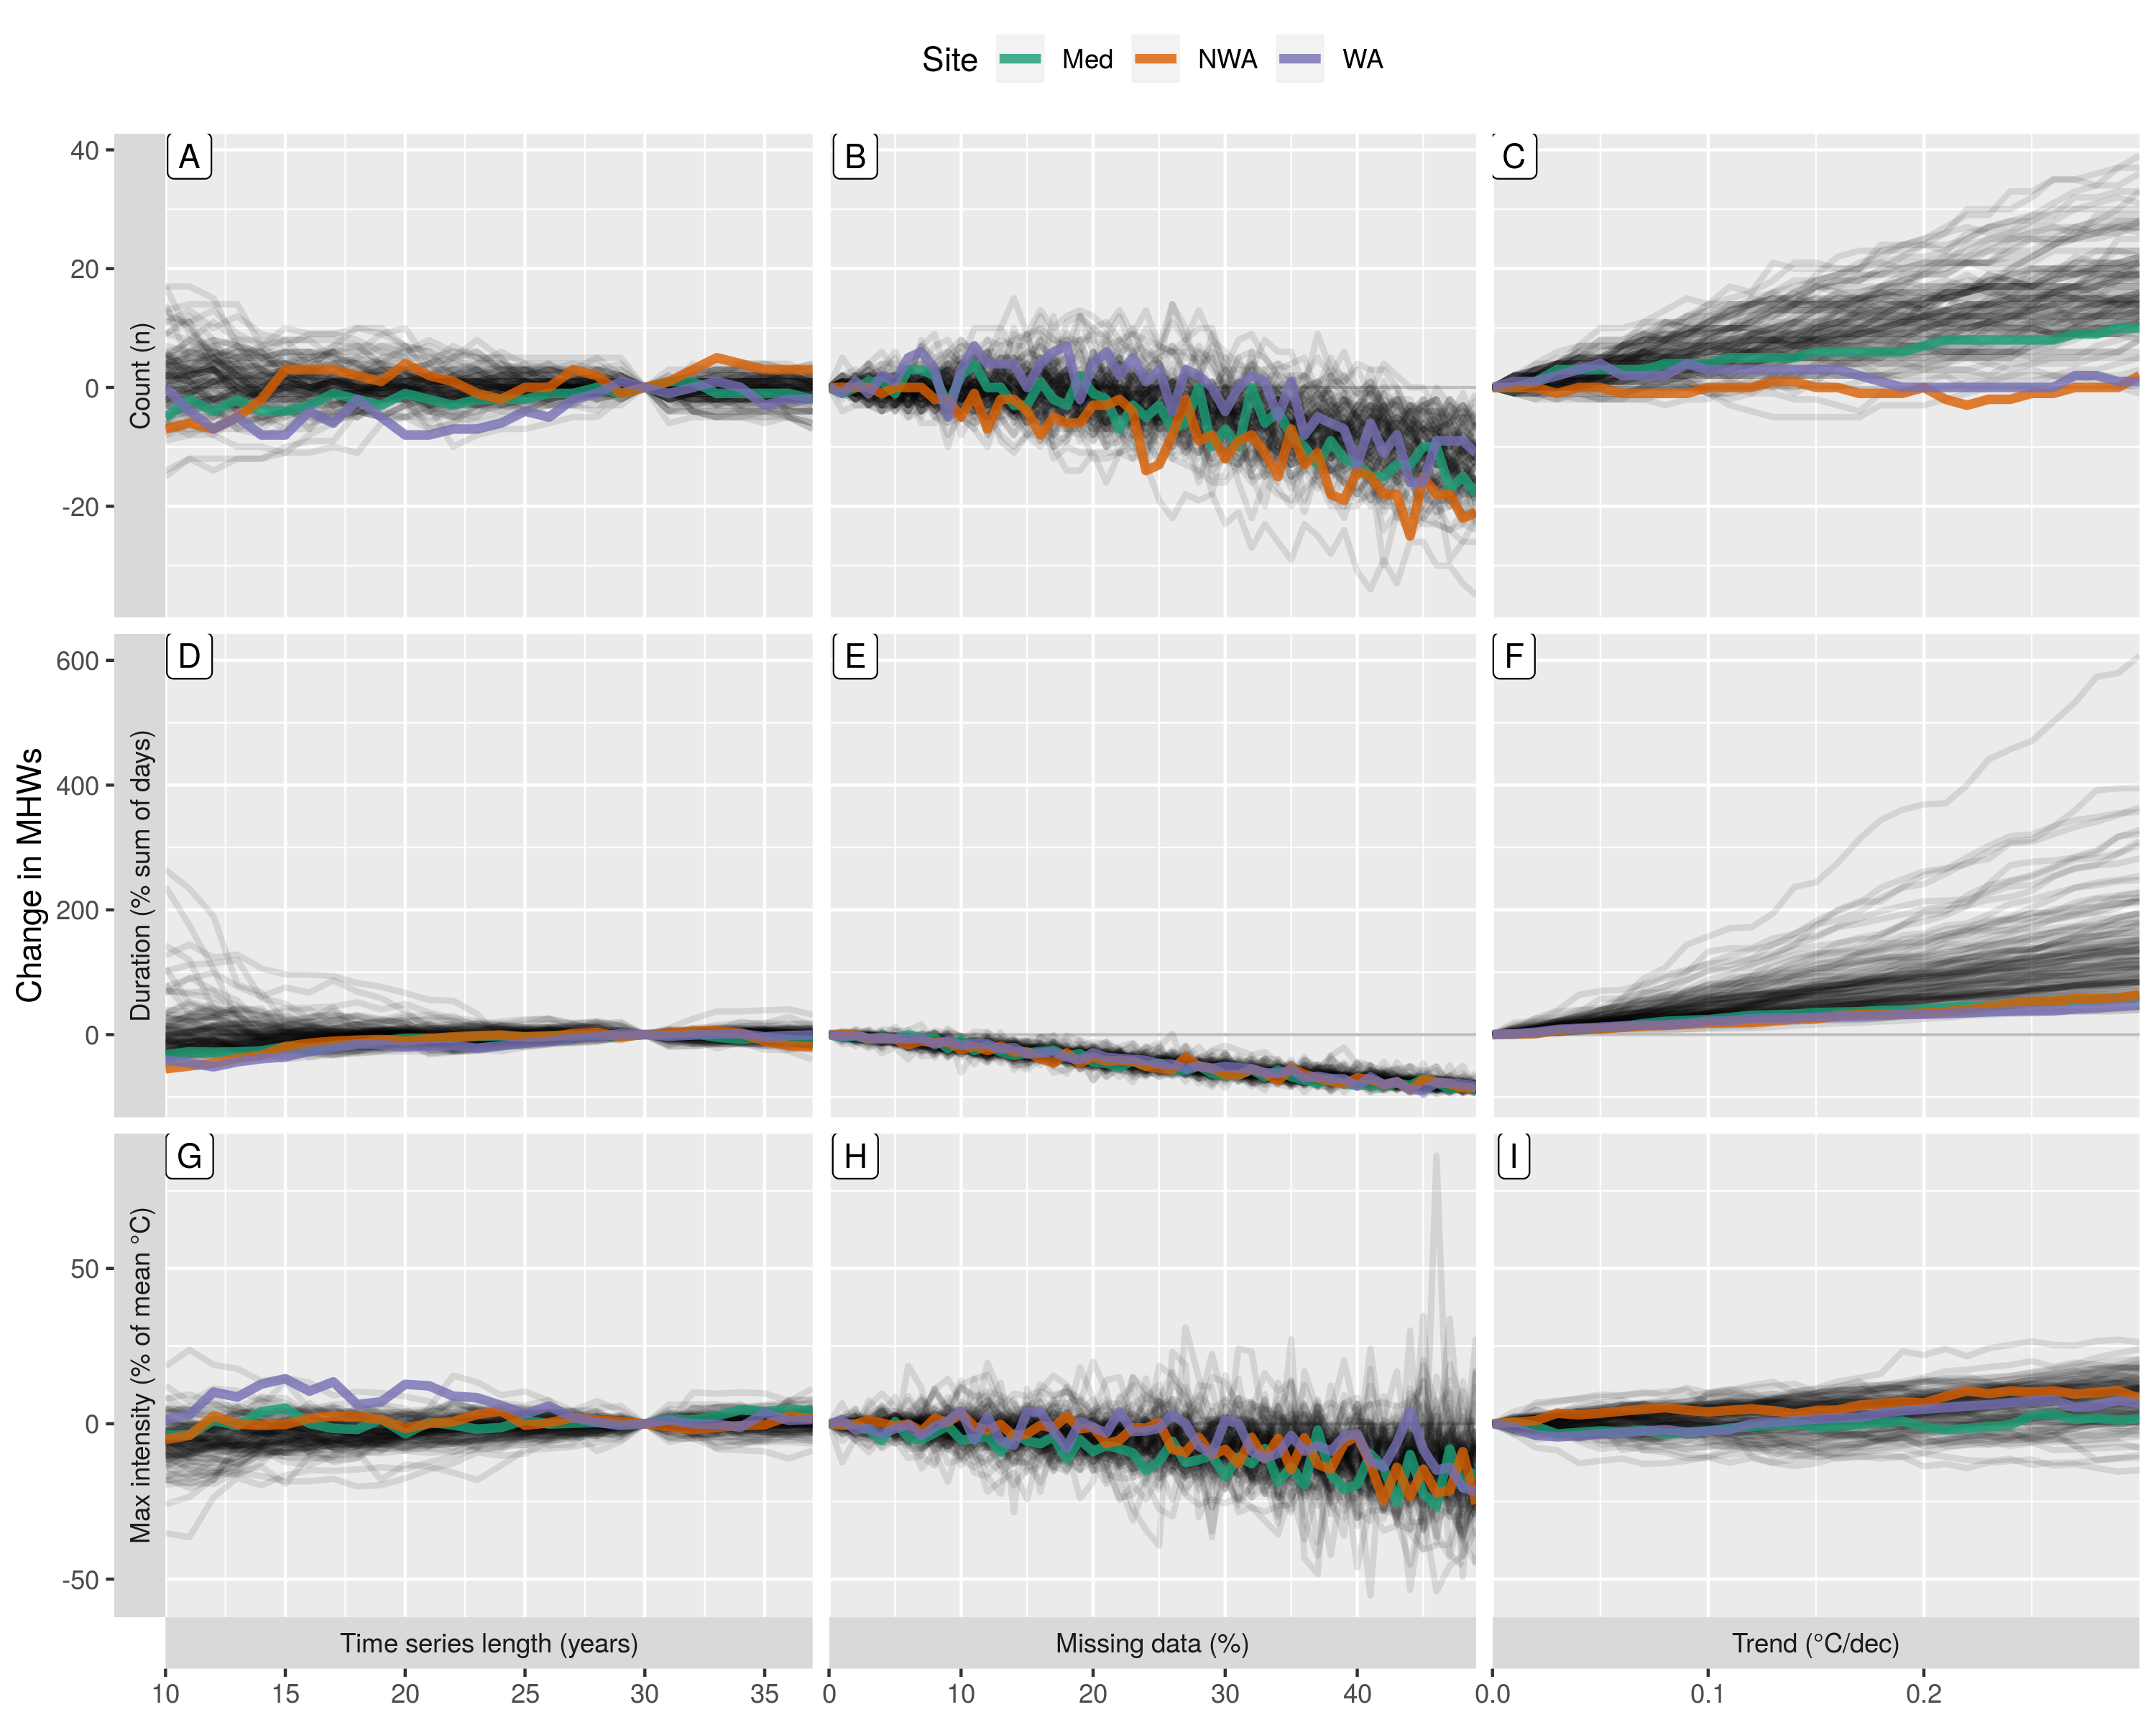 Site Med NWA WA
A B C
40
20
0
-20
Count (n)
D E F
600
400
200
0
Duration (% sum of days)
Change in MHWs
G H I
50
0
-50
Max intensity (% of mean °C)
Time series length (years) Missing data (%) Trend (°C/dec)
10 15 20 25 30 35 0 10 20 30 40 0.0 0.1 0.2